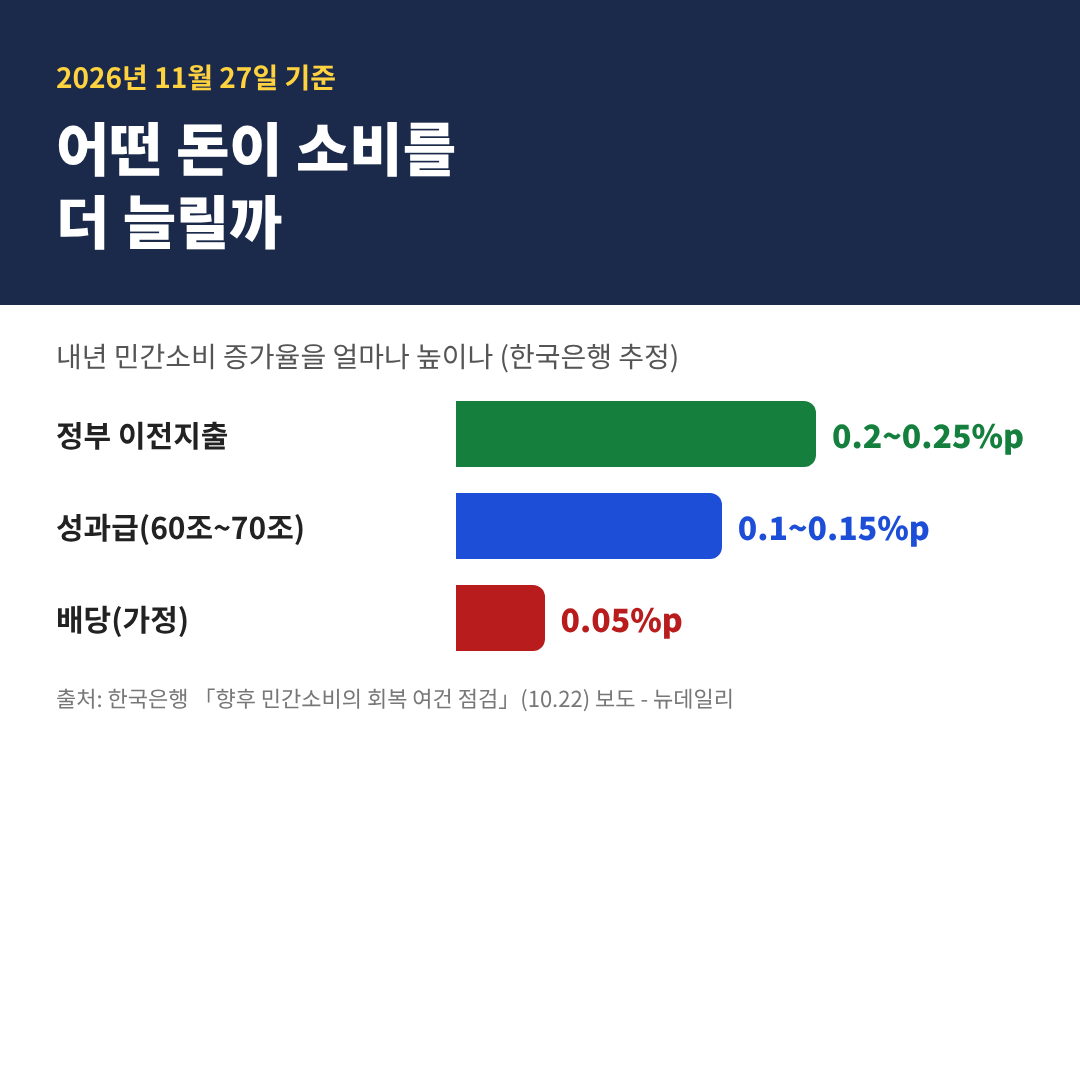 2026년 11월 27일 기준
어떤 돈이 소비를
더 늘릴까
내년 민간소비 증가율을 얼마나 높이나 (한국은행 추정)
정부 이전지출 0.2~0.25%p
성과급(60조~70조) 0.1~0.15%p
배당(가정) 0.05%p
출처: 한국은행 「향후 민간소비의 회복 여건 점검」(10.22) 보도 - 뉴데일리